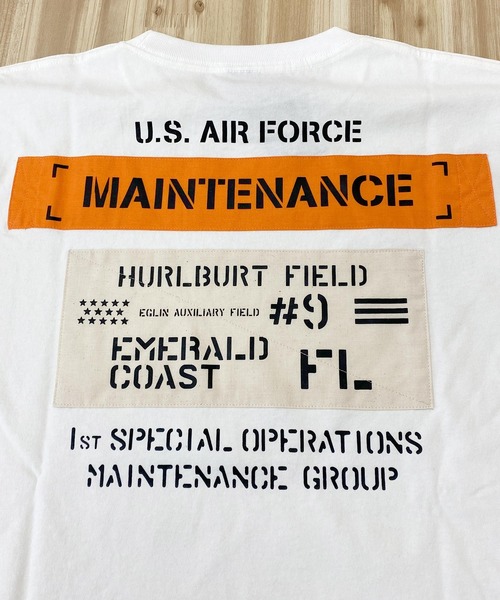 U.S. AIR FORCE
MAINTENANCE
HURLBURT FIELD
EGLIN AUXILIARY FIELD #9
EMERALD
COAST FL
1ST SPECIAL OPERATIONS
MAINTENANCE GROUP